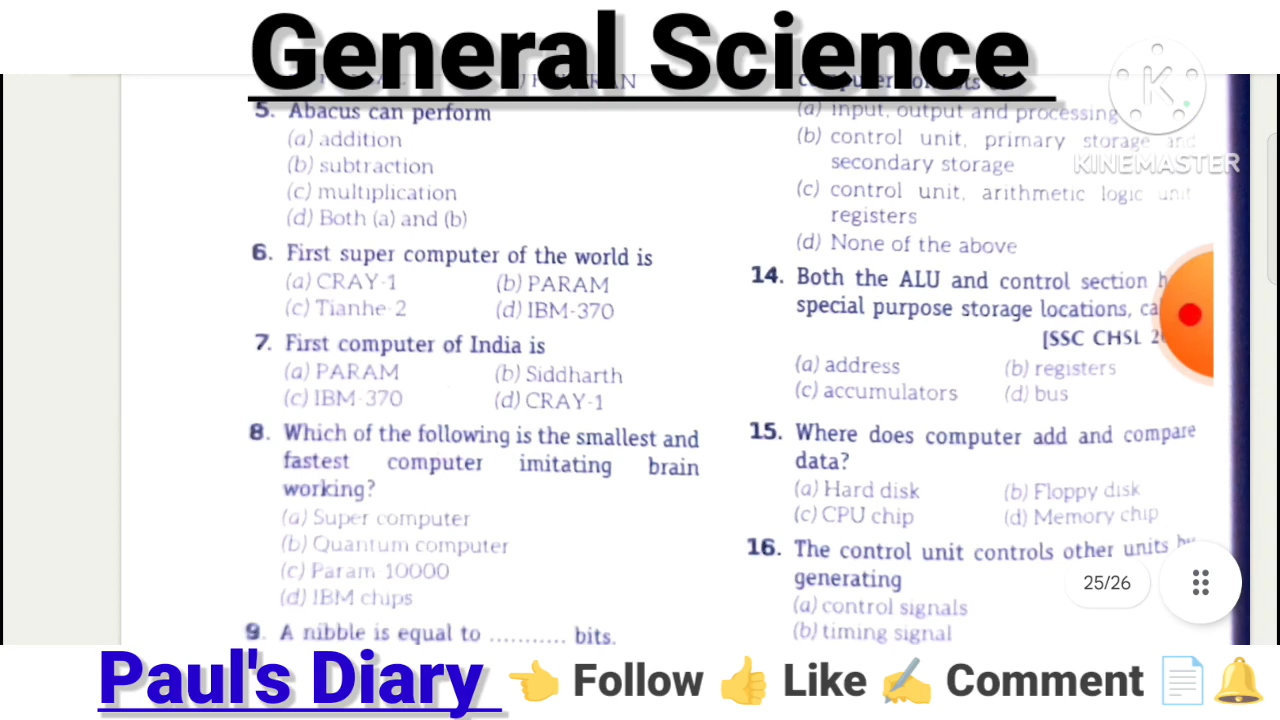 General Science
KINEMASTER
5. Abacus can perform
(a) addition
(b) subtraction
(c) multiplication
(d) Both (a) and (b)
6. First super computer of the world is
(a) CRAY-1 (b) PARAM
(c) Tianhe-2 (d) IBM-370
7. First computer of India is
(a) PARAM (b) Siddharth
(c) IBM-370 (d) CRAY-1
8. Which of the following is the smallest and
fastest computer imitating brain
working?
(a) Super computer
(b) Quantum computer
(c) Param-10000
(d) IBM chips
9. A nibble is equal to ........... bits.
(a) input, output and processing
(b) control unit, primary storage and
secondary storage
(c) control unit, arithmetic logic unit
registers
(d) None of the above
14. Both the ALU and control section
special purpose storage locations,
[SSC CHSL
(a) address (b) registers
(c) accumulators (d) bus
15. Where does computer add and compare
data?
(a) Hard disk (b) Floppy disk
(c) CPU chip (d) Memory chip
16. The control unit controls other units by
generating
(a) control signals
(b) timing signal
25/26
Paul's Diary 👈 Follow 👍 Like ✍️ Comment 📄🔔